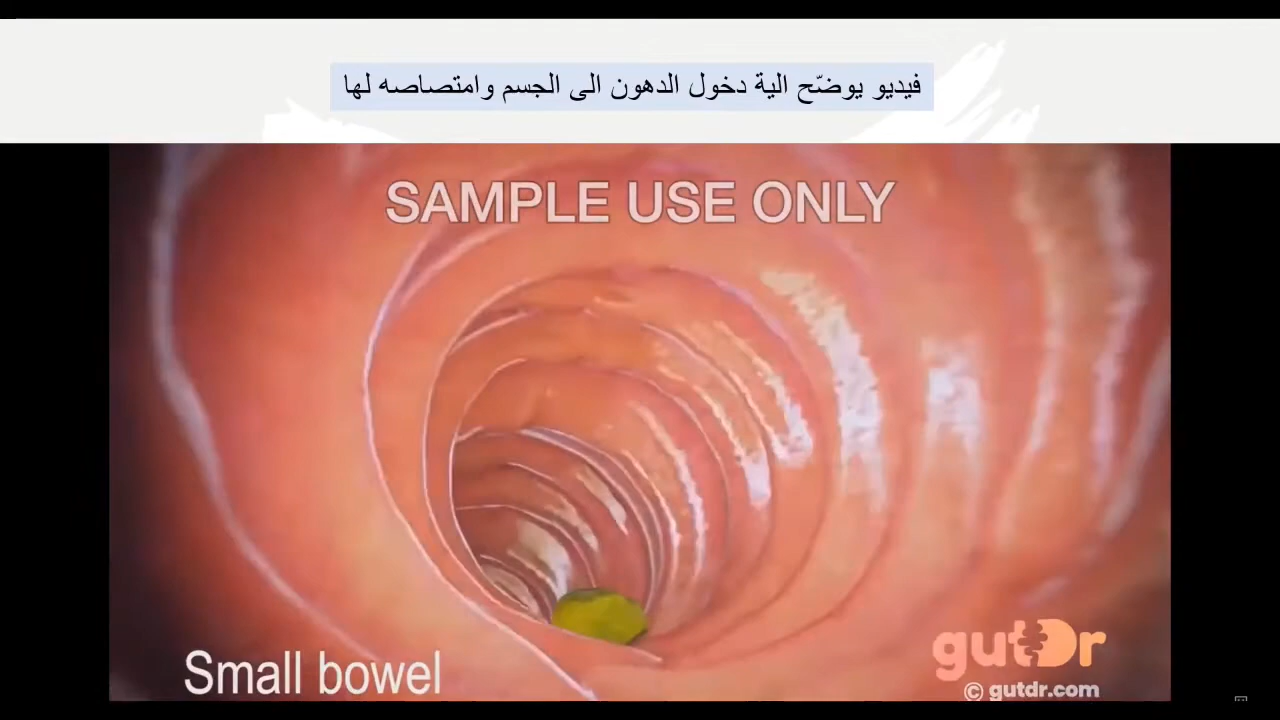 فيديو يوضّح الية دخول الدهون الى الجسم وامتصاصه لها
SAMPLE USE ONLY
Small bowel
gutDr
© gutdr.com